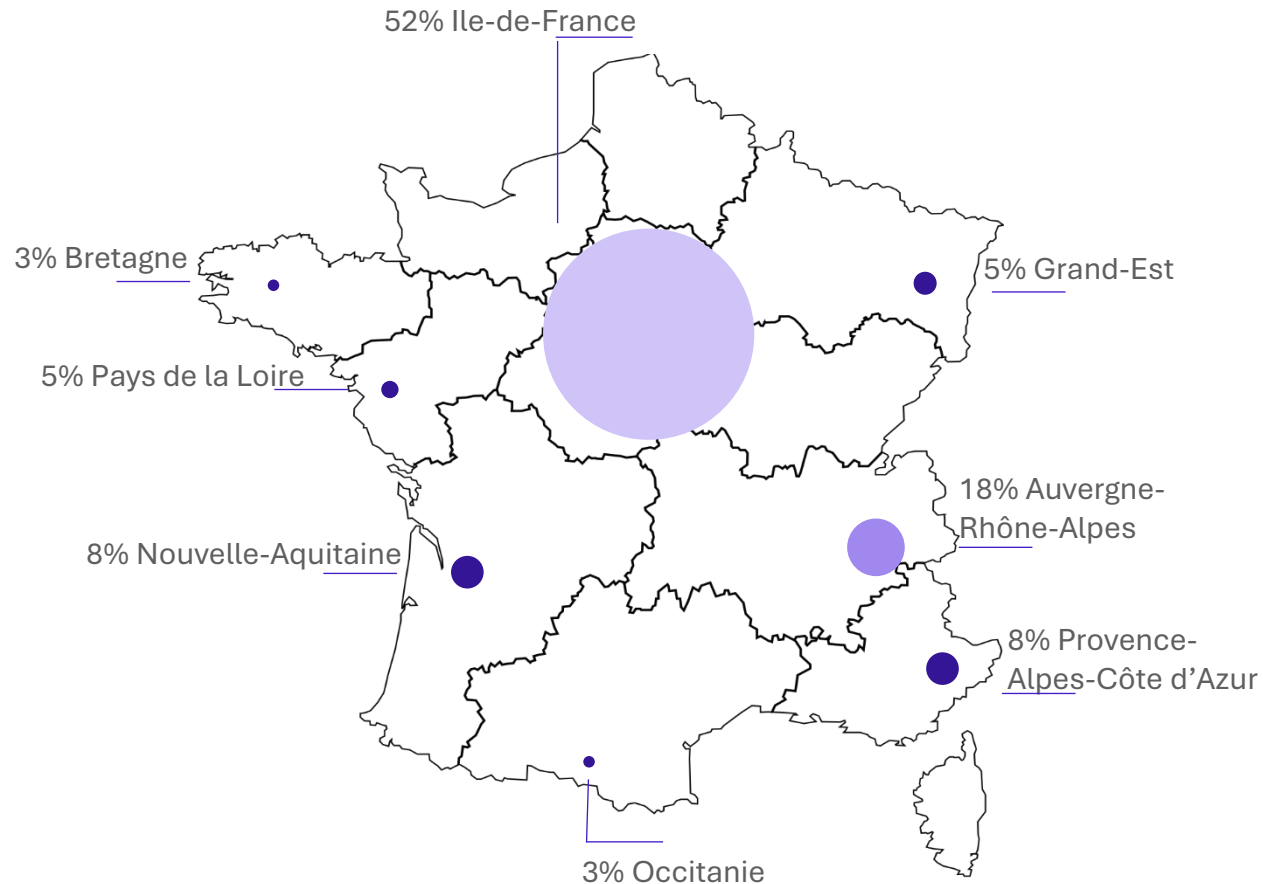 52% Ile-de-France
3% Bretagne
5% Grand-Est
5% Pays de la Loire
18% Auvergne-
Rhône-Alpes
8% Nouvelle-Aquitaine
8% Provence-
Alpes-Côte d’Azur
3% Occitanie